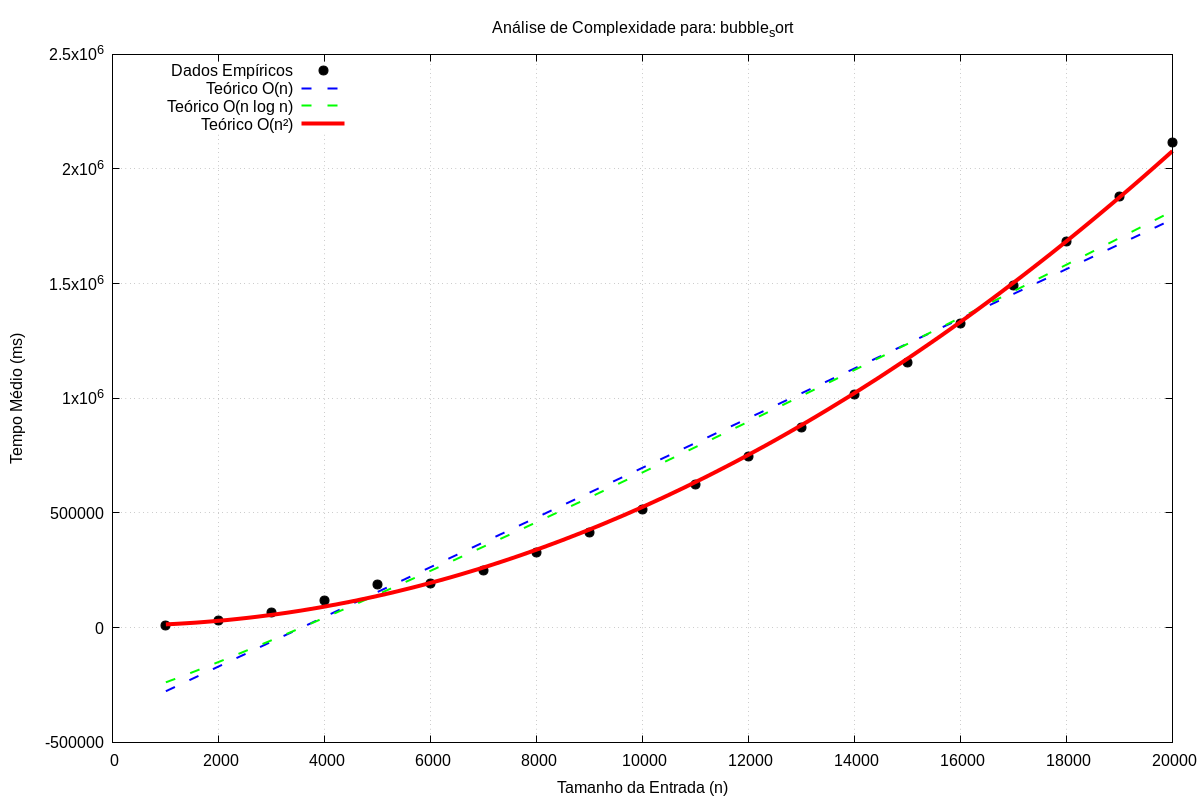 Análise de Complexidade para: bubbleₛort
2.5x10⁶
Dados Empíricos
Teórico O(n)
Teórico O(n log n)
Teórico O(n²)
2x10⁶
1.5x10⁶
1x10⁶
500000
0
-500000
Tempo Médio (ms)
0 2000 4000 6000 8000 10000 12000 14000 16000 18000 20000
Tamanho da Entrada (n)